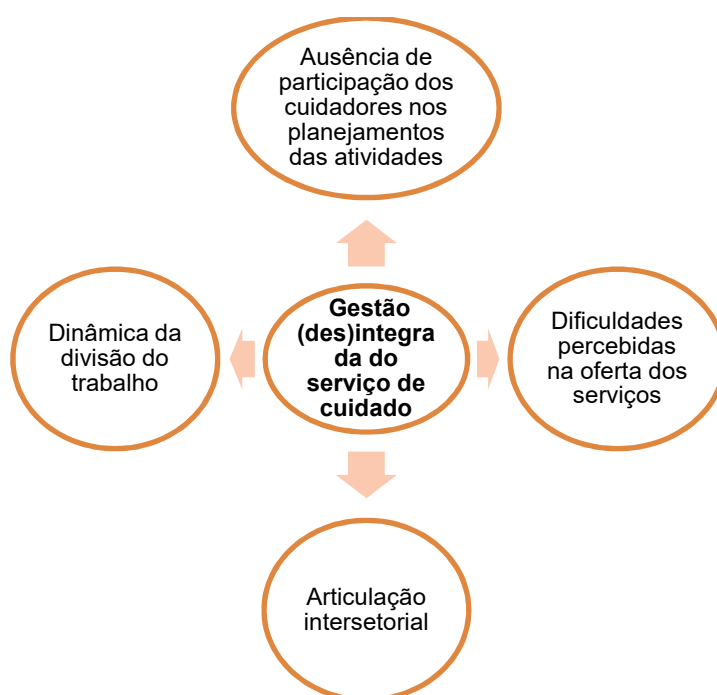 Ausência de
participação dos
cuidadores nos
planejamentos
das atividades
Dinâmica da
divisão do
trabalho
Gestão
(des)integra
da do
serviço de
cuidado
Dificuldades
percebidas
na oferta dos
serviços
Articulação
intersetorial